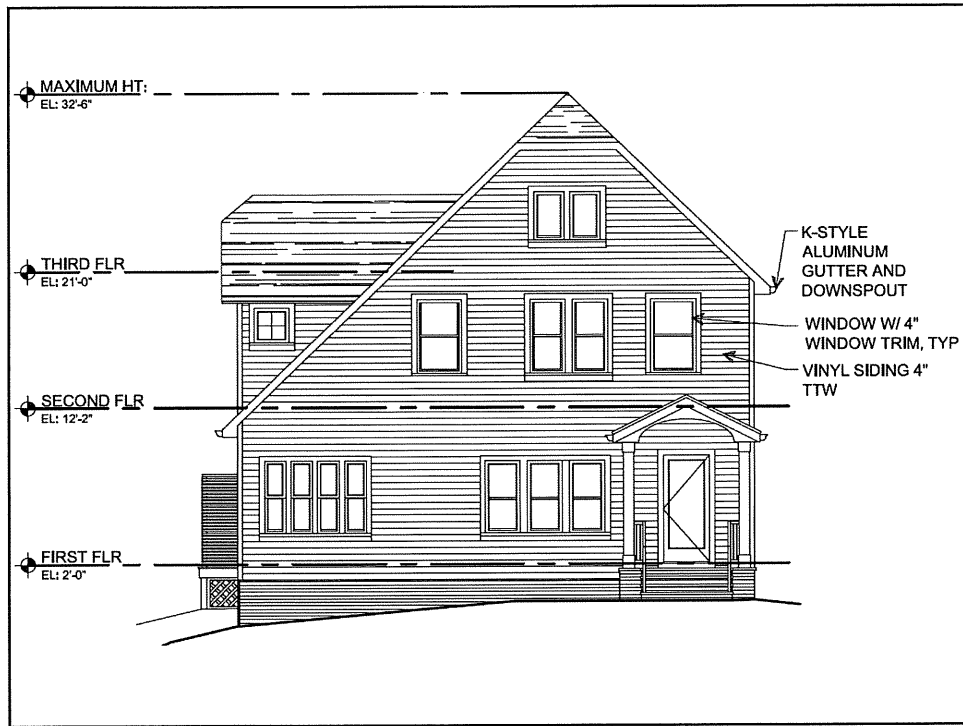 MAXIMUM HT:
EL: 32'-6"
THIRD FLR
EL: 21'-0"
SECOND FLR
EL: 12'-2"
FIRST FLR
EL: 2'-0"
K-STYLE
ALUMINUM
GUTTER AND
DOWNSPOUT
WINDOW W/ 4"
WINDOW TRIM, TYP
VINYL SIDING 4"
TTW